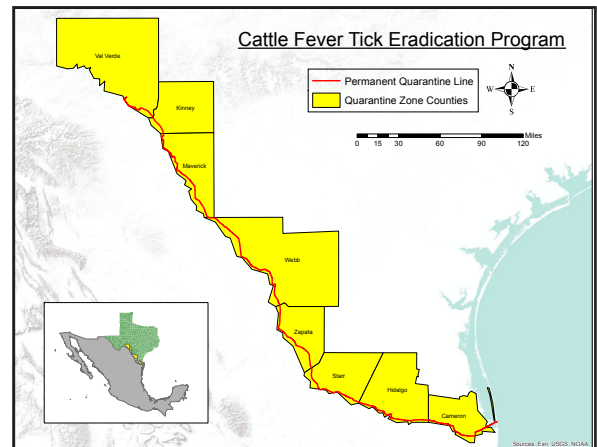 Cattle Fever Tick Eradication Program
Permanent Quarantine Line
Quarantine Zone Counties
N
W E
S
Miles
0 15 30 60 90 120
Val Verde
Kinney
Maverick
Webb
Zapata
Starr
Hidalgo
Cameron
Sources: Esri, USGS, NOAA